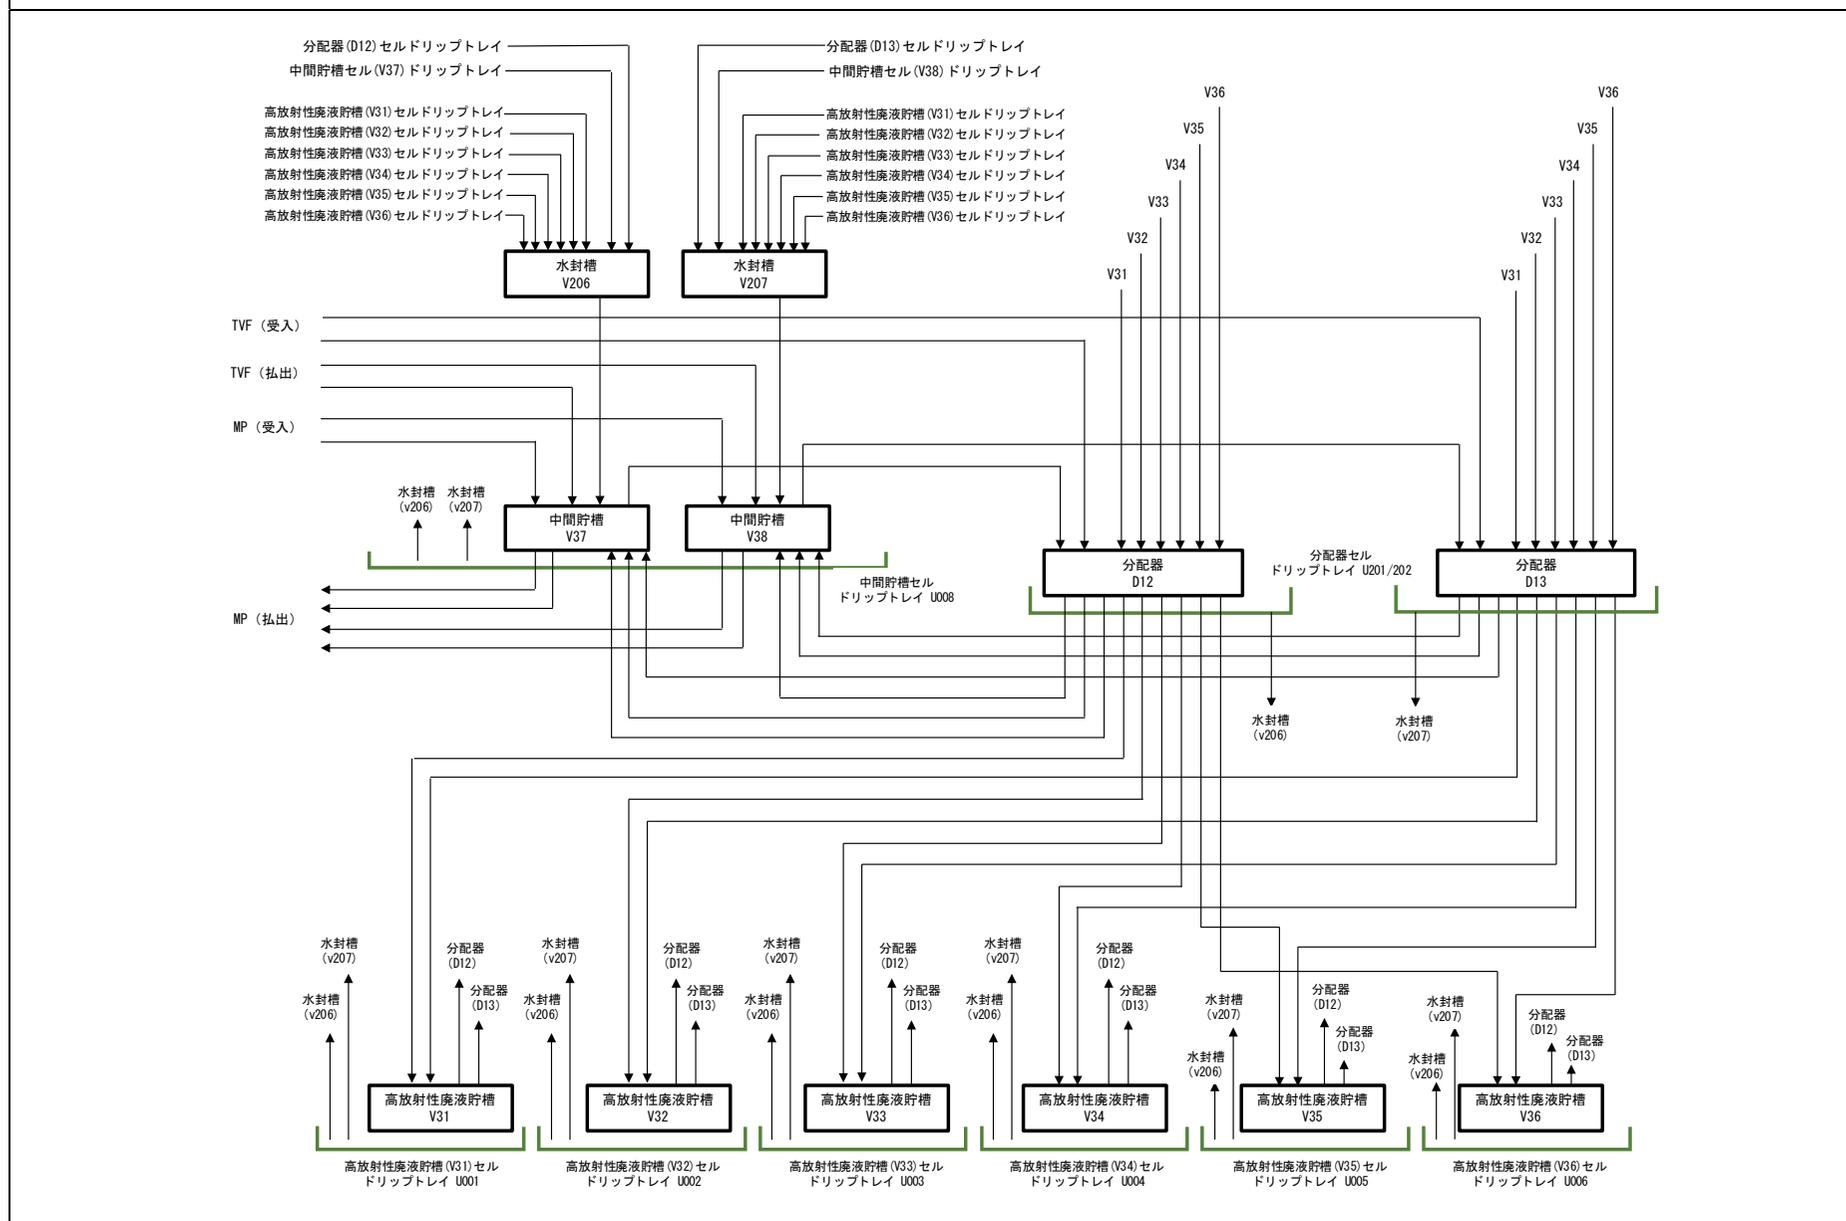 分配器(D12)セルドリップトレイ
中間貯槽セル(V37)ドリップトレイ
高放射性廃液貯槽(V31)セルドリップトレイ
高放射性廃液貯槽(V32)セルドリップトレイ
高放射性廃液貯槽(V33)セルドリップトレイ
高放射性廃液貯槽(V34)セルドリップトレイ
高放射性廃液貯槽(V35)セルドリップトレイ
高放射性廃液貯槽(V36)セルドリップトレイ
分配器(D13)セルドリップトレイ
中間貯槽セル(V38)ドリップトレイ
高放射性廃液貯槽(V31)セルドリップトレイ
高放射性廃液貯槽(V32)セルドリップトレイ
高放射性廃液貯槽(V33)セルドリップトレイ
高放射性廃液貯槽(V34)セルドリップトレイ
高放射性廃液貯槽(V35)セルドリップトレイ
高放射性廃液貯槽(V36)セルドリップトレイ
水封槽
V206
水封槽
V207
V36
V35
V34
V33
V32
V31
V36
V35
V34
V33
V32
V31
TVF（受入）
TVF（払出）
MP（受入）
水封槽
(v206)
水封槽
(v207)
中間貯槽
V37
中間貯槽
V38
中間貯槽セル
ドリップトレイ U008
MP（払出）
分配器
D12
分配器セル
ドリップトレイ U201/202
分配器
D13
水封槽
(v206)
水封槽
(v207)
水封槽
(v207)
水封槽
(v206)
分配器
(D12)
分配器
(D13)
高放射性廃液貯槽
V31
高放射性廃液貯槽(V31)セル
ドリップトレイ U001
水封槽
(v207)
水封槽
(v206)
分配器
(D12)
分配器
(D13)
高放射性廃液貯槽
V32
高放射性廃液貯槽(V32)セル
ドリップトレイ U002
水封槽
(v207)
水封槽
(v206)
分配器
(D12)
分配器
(D13)
高放射性廃液貯槽
V33
高放射性廃液貯槽(V33)セル
ドリップトレイ U003
水封槽
(v207)
水封槽
(v206)
分配器
(D12)
分配器
(D13)
高放射性廃液貯槽
V34
高放射性廃液貯槽(V34)セル
ドリップトレイ U004
水封槽
(v207)
水封槽
(v206)
分配器
(D12)
分配器
(D13)
高放射性廃液貯槽
V35
高放射性廃液貯槽(V35)セル
ドリップトレイ U005
水封槽
(v207)
水封槽
(v206)
分配器
(D12)
分配器
(D13)
高放射性廃液貯槽
V36
高放射性廃液貯槽(V36)セル
ドリップトレイ U006